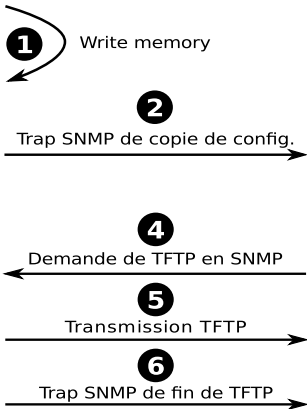 1 Write memory
2
Trap SNMP de copie de config.
4
Demande de TFTP en SNMP
5
Transmission TFTP
6
Trap SNMP de fin de TFTP